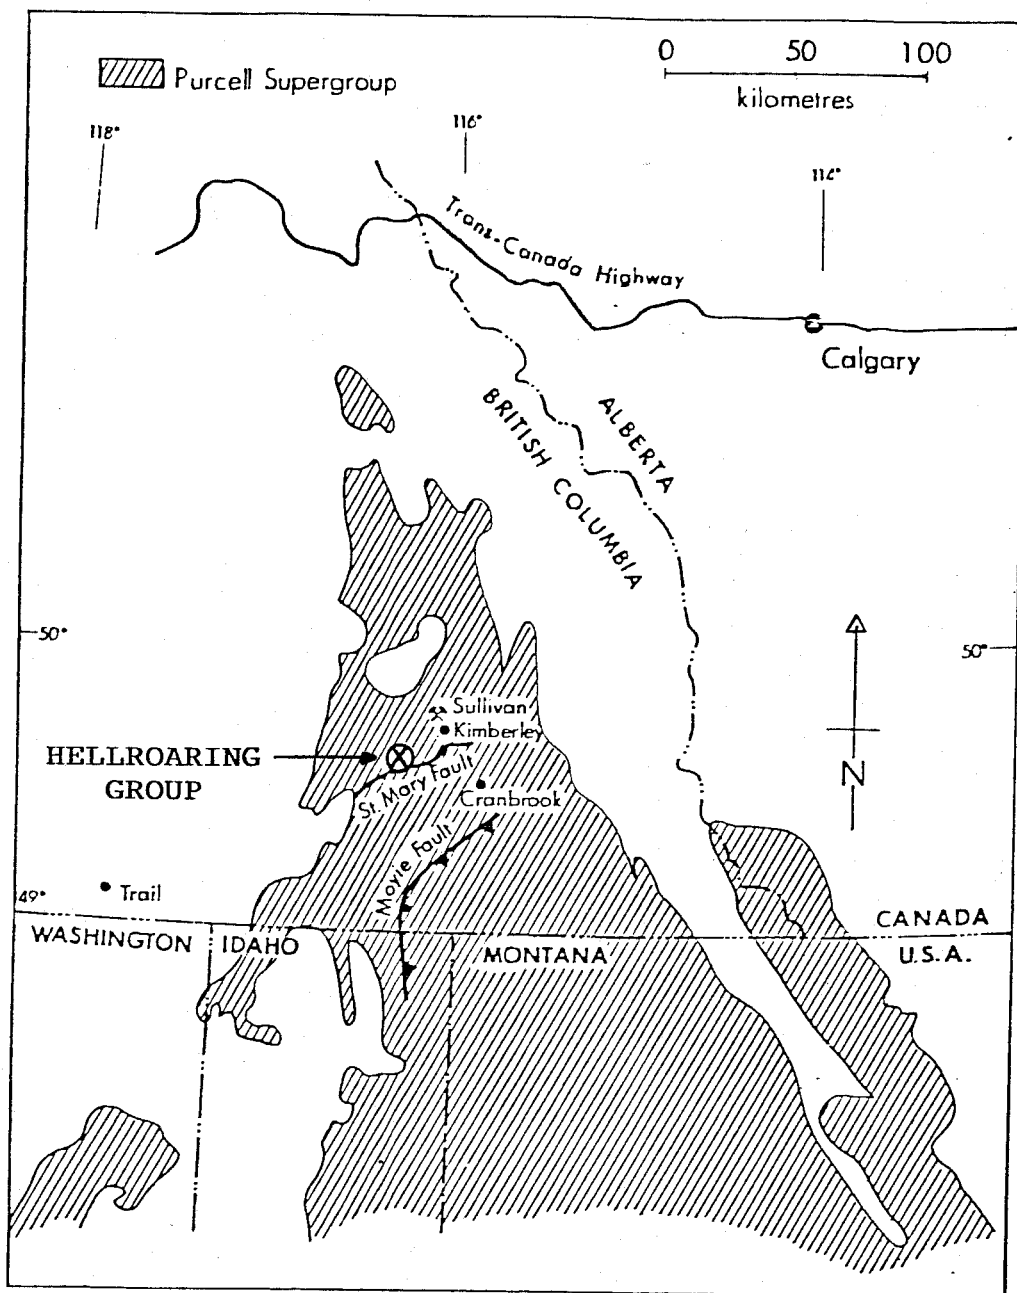 Purcell Supergroup
0 50 100
kilometres
118°
116°
114°
Trans-Canada Highway
Calgary
ALBERTA
BRITISH COLUMBIA
50°
50°
Sullivan
Kimberley
HELLROARING
GROUP
St. Mary Fault
Cranbrook
N
Moyie Fault
Trail
49°
CANADA
WASHINGTON
IDAHO
MONTANA
U.S.A.